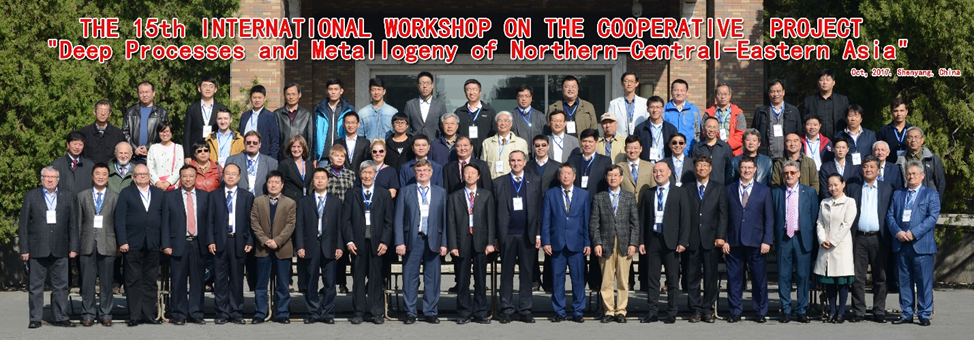 THE 15th INTERNATIONAL WORKSHOP ON THE COOPERATIVE PROJECT
"Deep Processes and Metallogeny of Northern-Central-Eastern Asia"
Oct, 2017. Shenyang, China